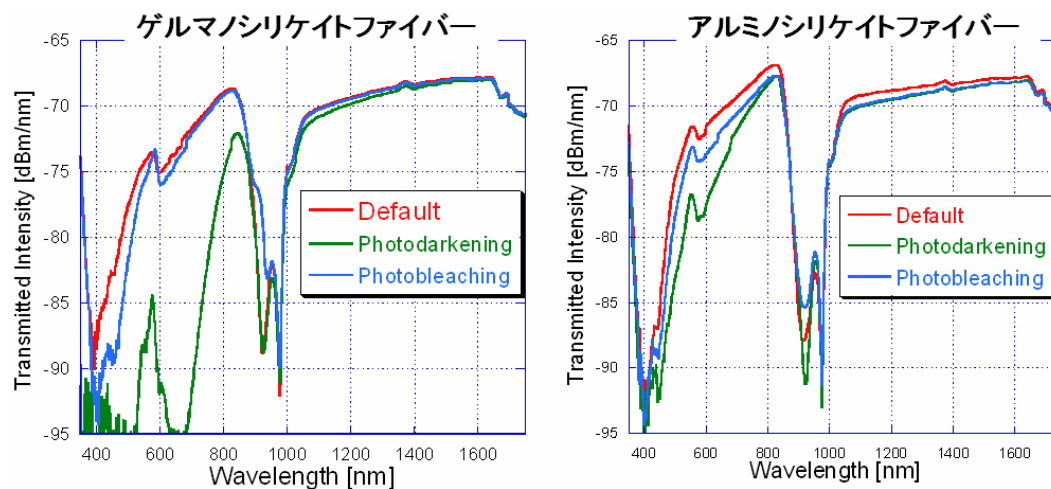 ゲルマノシリケイトファイバー
Transmitted Intensity [dBm/nm]
-65
-70
-75
-80
-85
-90
-95
Default
Photodarkening
Photobleaching
400 600 800 1000 1200 1400 1600
Wavelength [nm]
アルミノシリケイトファイバー
Transmitted Intensity [dBm/nm]
-65
-70
-75
-80
-85
-90
-95
Default
Photodarkening
Photobleaching
400 600 800 1000 1200 1400 1600
Wavelength [nm]